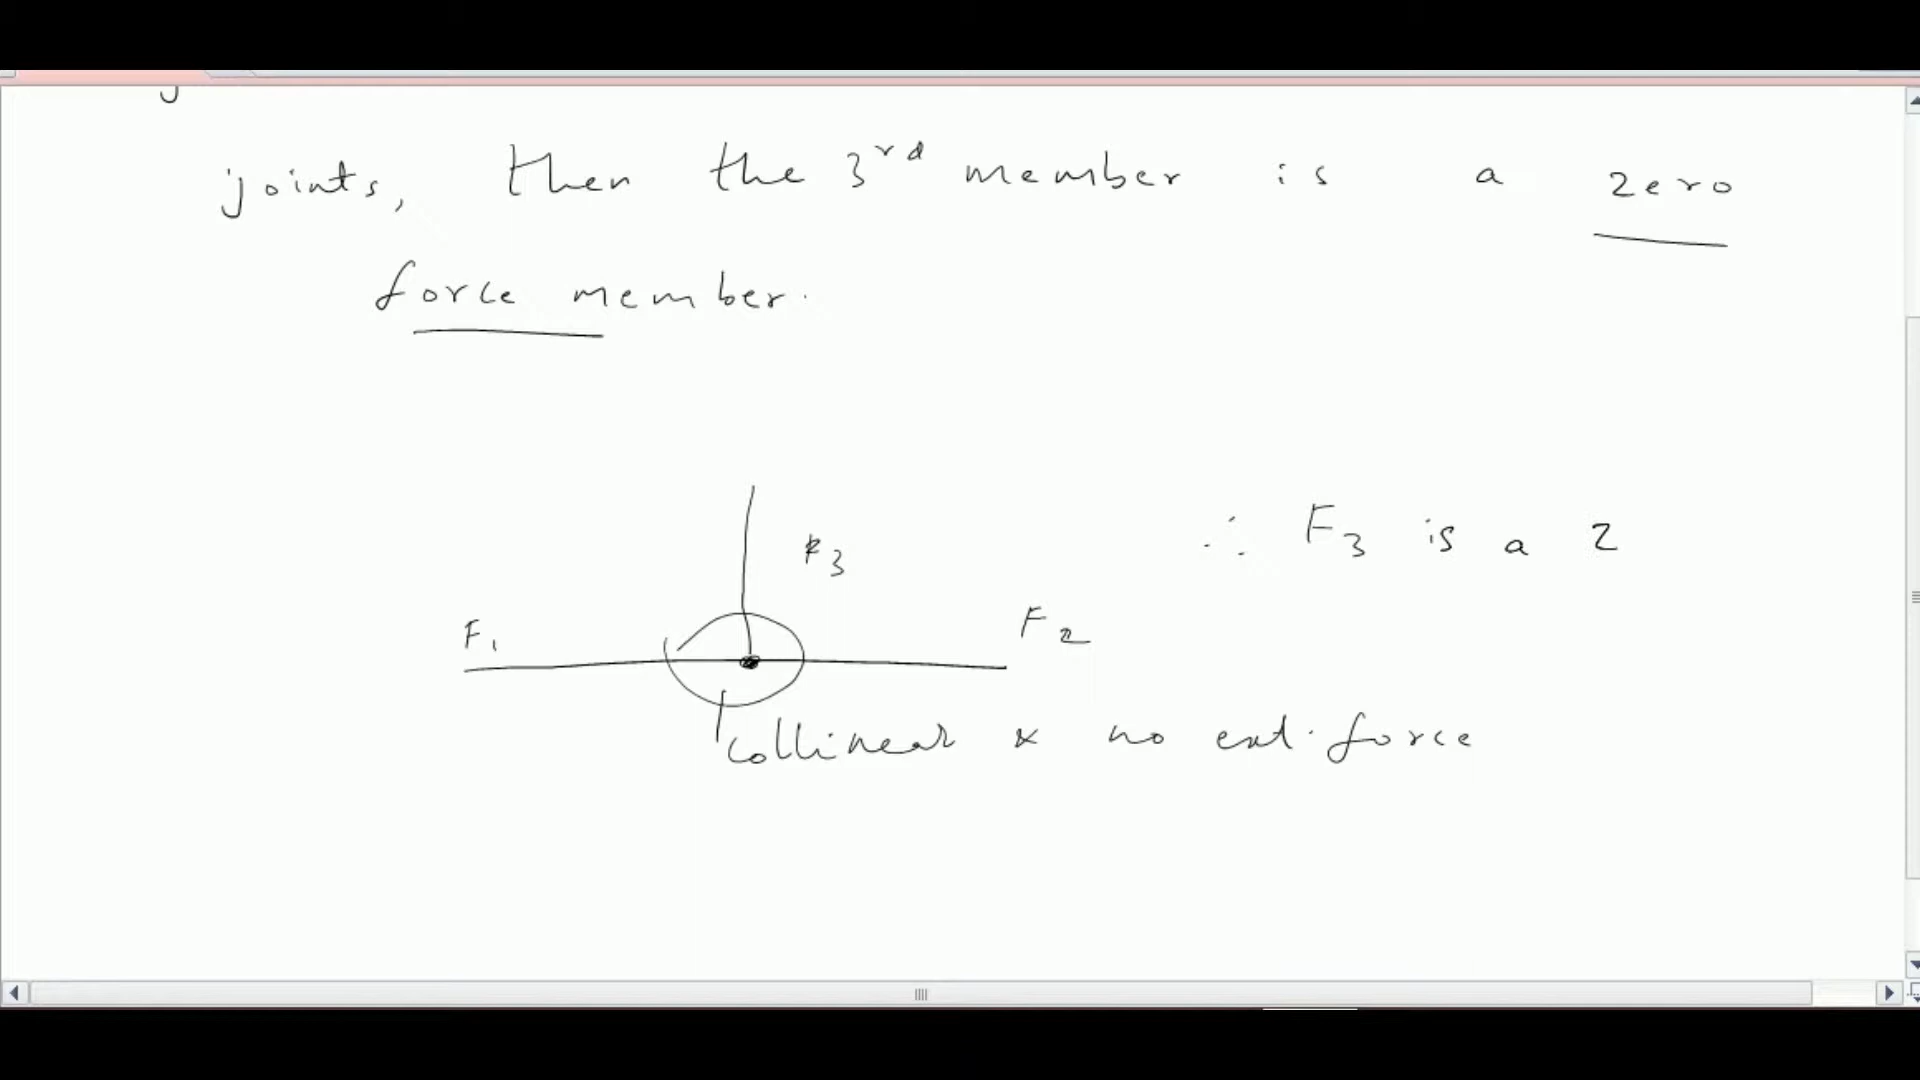 joints, then the 3rd member is a zero
force member.
F3
∴ F3 is a z
F1
F2
collinear & no ext. force